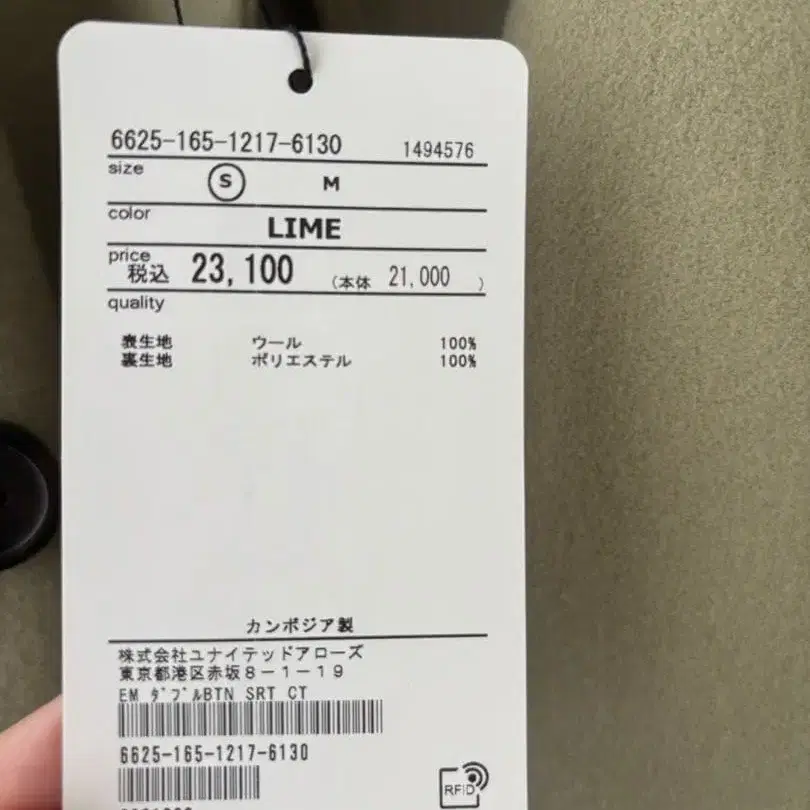 6625-165-1217-6130 1494576
size S M
color
LIME
price
税込 23,100 (本体 21,000 )
quality
表生地 ウール 100%
裏生地 ポリエステル 100%
カンボジア製
株式会社ユナイテッドアローズ
東京都港区赤坂8-1-19
EM ﾀﾞﾌﾞﾙBTN SRT CT
6625-165-1217-6130
RFID